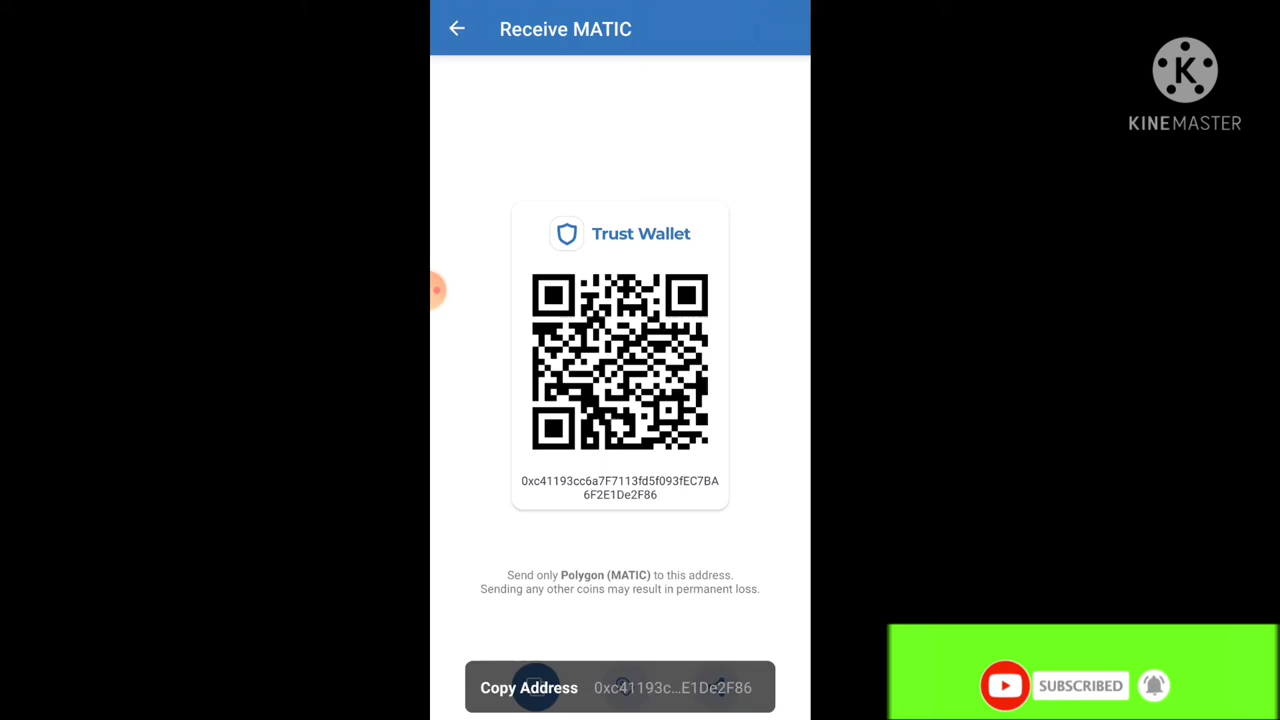 Receive MATIC
KINEMASTER
Trust Wallet
0xc41193cc6a7F7113fd5f093fEC7BA
6F2E1De2F86
Send only Polygon (MATIC) to this address.
Sending any other coins may result in permanent loss.
Copy Address 0xc41193c...E1De2F86
SUBSCRIBED